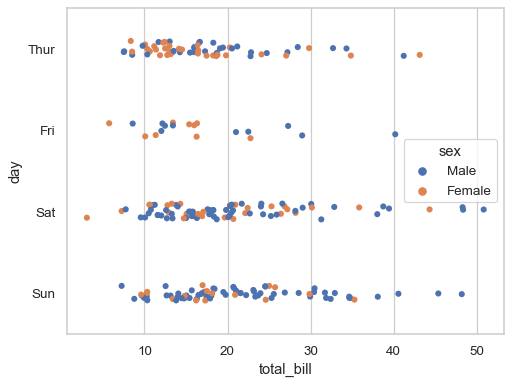 Thur
Fri
Sat
Sun
day
sex
Male
Female
10 20 30 40 50
total_bill